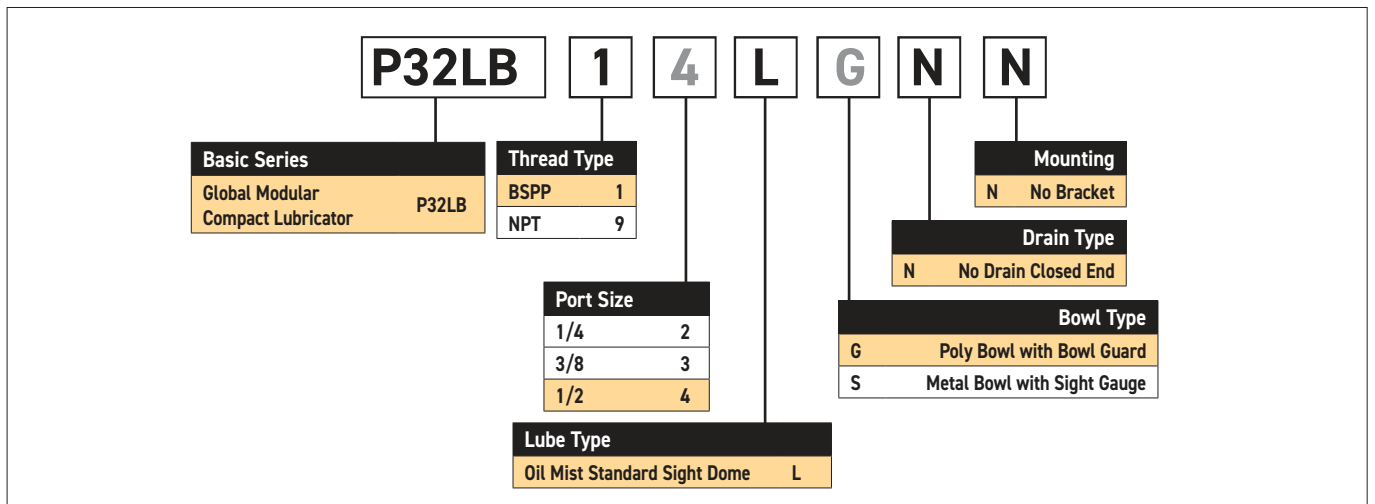 P32LB 1 4 L G N N
Basic Series
Global Modular
Compact Lubricator P32LB
Thread Type
BSPP 1
NPT 9
Mounting
N No Bracket
Drain Type
N No Drain Closed End
Port Size
1/4 2
3/8 3
1/2 4
Bowl Type
G Poly Bowl with Bowl Guard
S Metal Bowl with Sight Gauge
Lube Type
Oil Mist Standard Sight Dome L